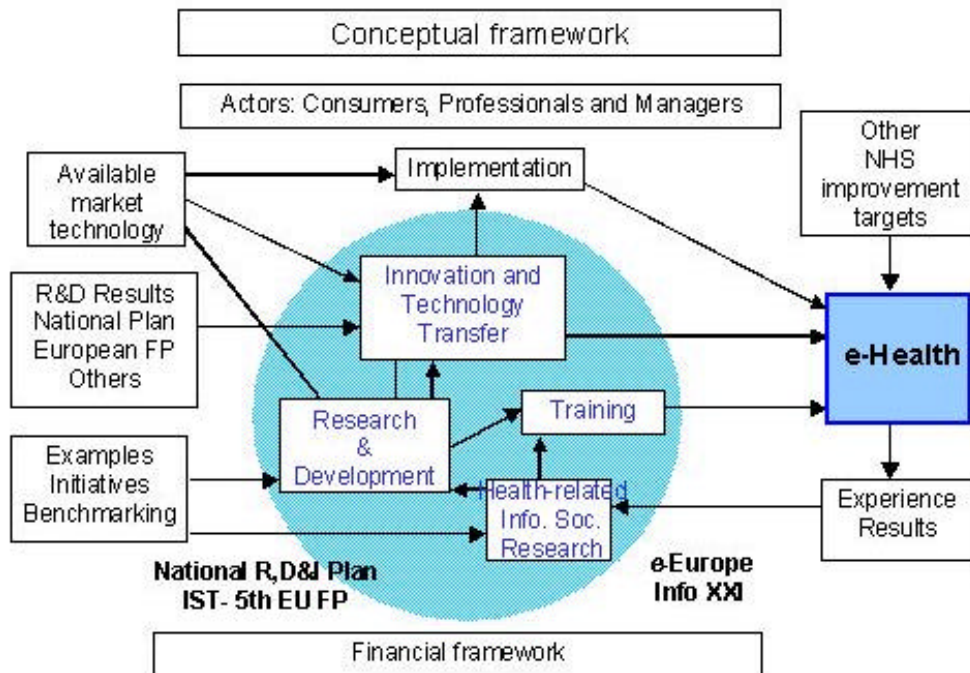 Conceptual framework
Actors: Consumers, Professionals and Managers
Other
NHS
improvement
targets
Available
market
technology
Implementation
Innovation and
Technology
Transfer
R&D Results
National Plan
European FP
Others
e-Health
Research
&
Development
Training
Examples
Initiatives
Benchmarking
Health-related
Info. Soc.
Research
Experience
Results
National R,D&I Plan
IST- 5th EU FP
e-Europe
Info XXI
Financial framework